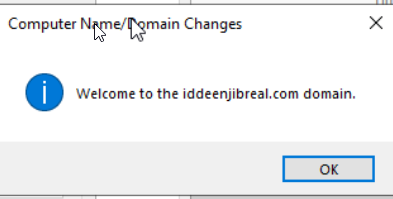 Computer Name/Domain Changes
Welcome to the iddeenjibreal.com domain.
OK